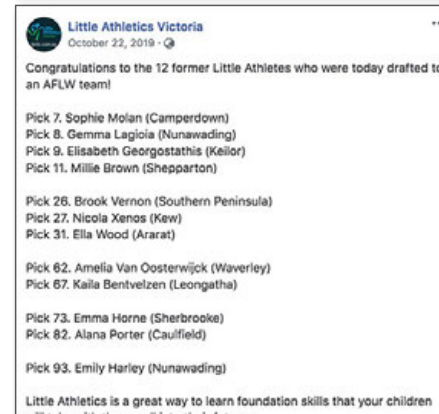 Little Athletics Victoria
October 22, 2019 ·
Congratulations to the 12 former Little Athletes who were today drafted to
an AFLW team!
Pick 7. Sophie Molan (Camperdown)
Pick 8. Gemma Lagioia (Nunawading)
Pick 9. Elisabeth Georgostathis (Keilor)
Pick 11. Millie Brown (Shepparton)
Pick 26. Brook Vernon (Southern Peninsula)
Pick 27. Nicola Xenos (Kew)
Pick 31. Ella Wood (Ararat)
Pick 62. Amelia Van Oosterwijck (Waverley)
Pick 67. Kaila Bentvelzen (Leongatha)
Pick 73. Emma Horne (Sherbrooke)
Pick 82. Alana Porter (Caulfield)
Pick 93. Emily Harley (Nunawading)
Little Athletics is a great way to learn foundation skills that your children